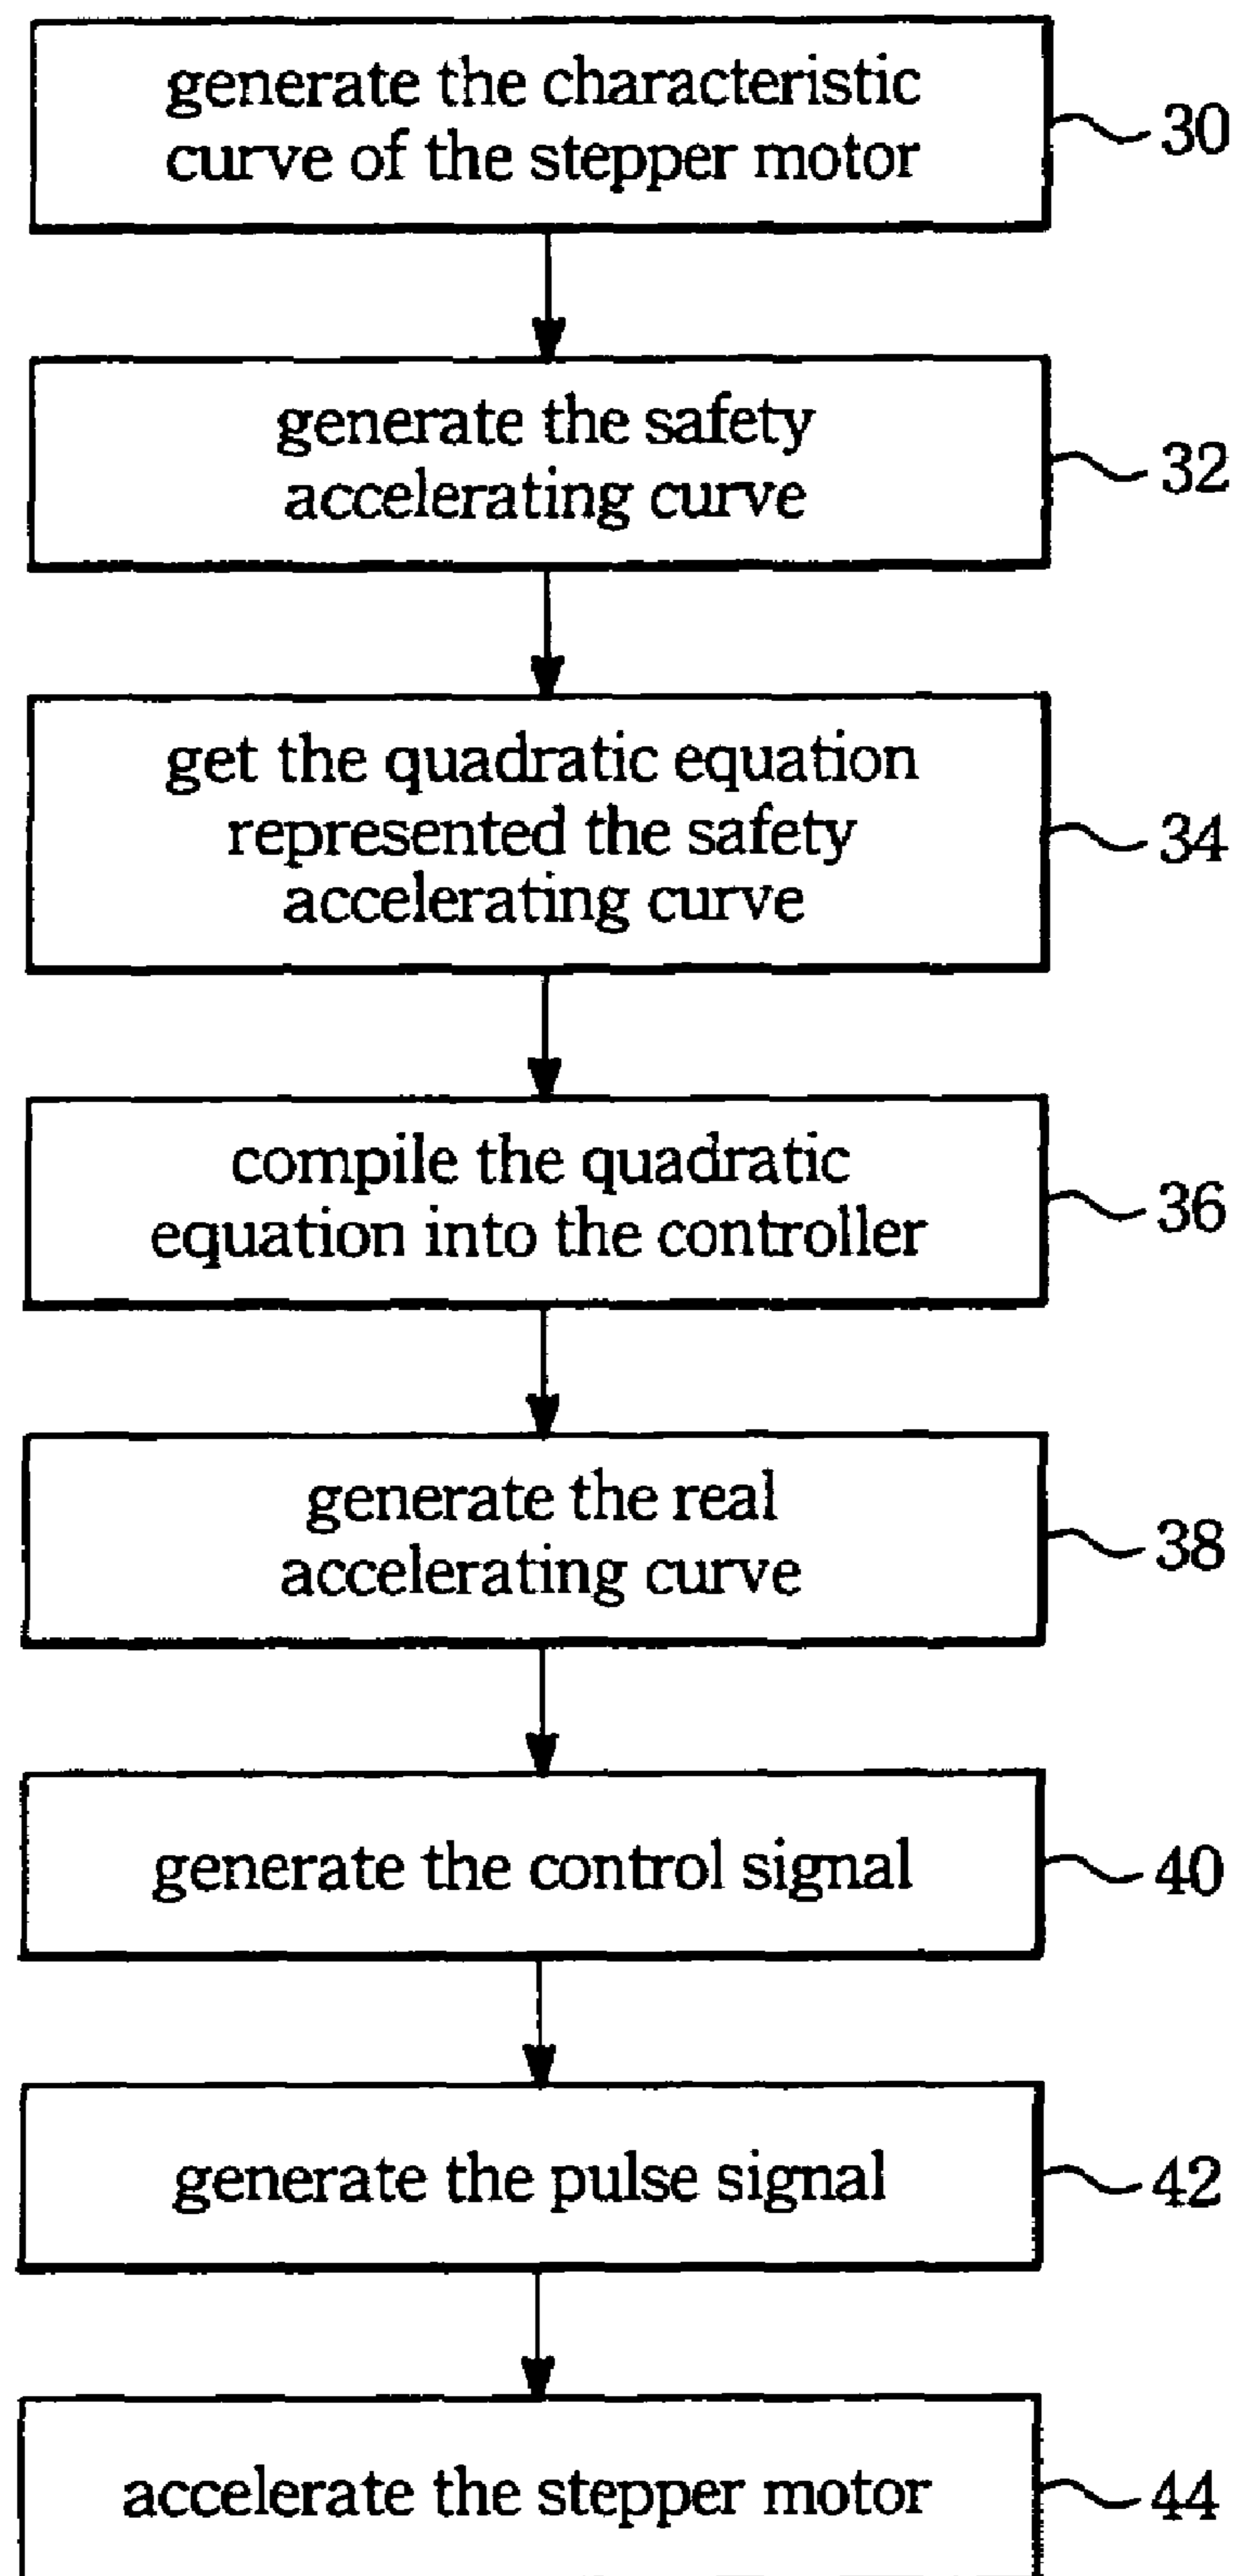 generate the characteristic
curve of the stepper motor
30
generate the safety
accelerating curve
32
get the quadratic equation
represented the safety
accelerating curve
34
compile the quadratic
equation into the controller
36
generate the real
accelerating curve
38
generate the control signal
40
generate the pulse signal
42
accelerate the stepper motor
44